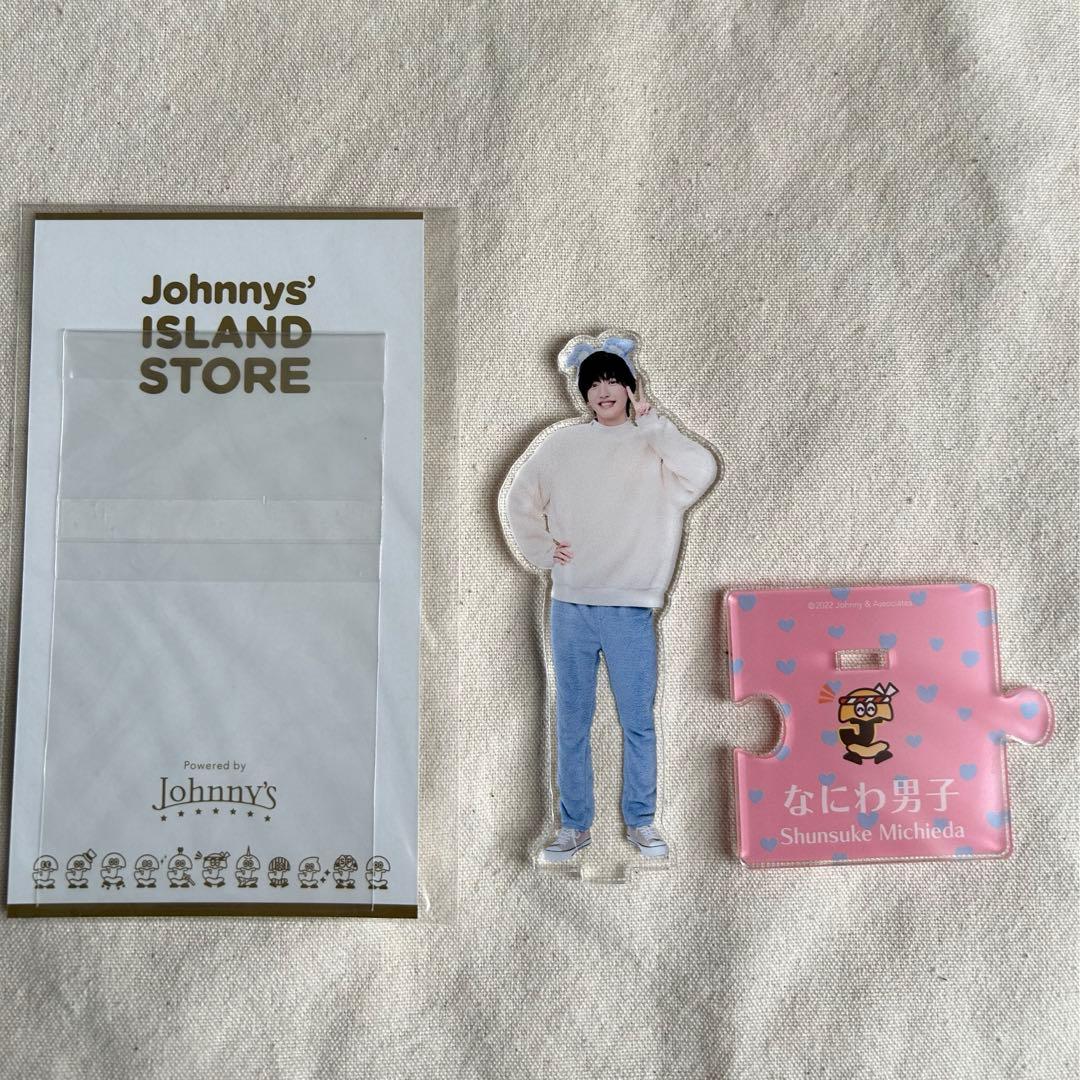 Johnnys'
ISLAND
STORE
Powered by
Johnny's
©2022 Johnny & Associates
なにわ男子
Shunsuke Michieda